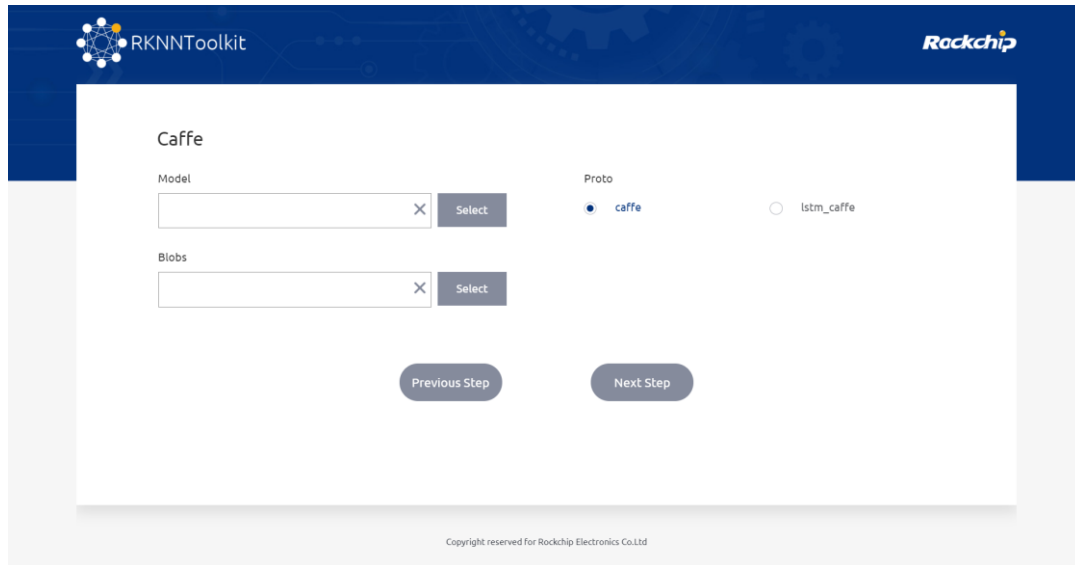 RKNNToolkit
Rockchip
Caffe
Model
Select
Proto
caffe
lstm_caffe
Blobs
Select
Previous Step
Next Step
Copyright reserved for Rockchip Electronics Co.Ltd